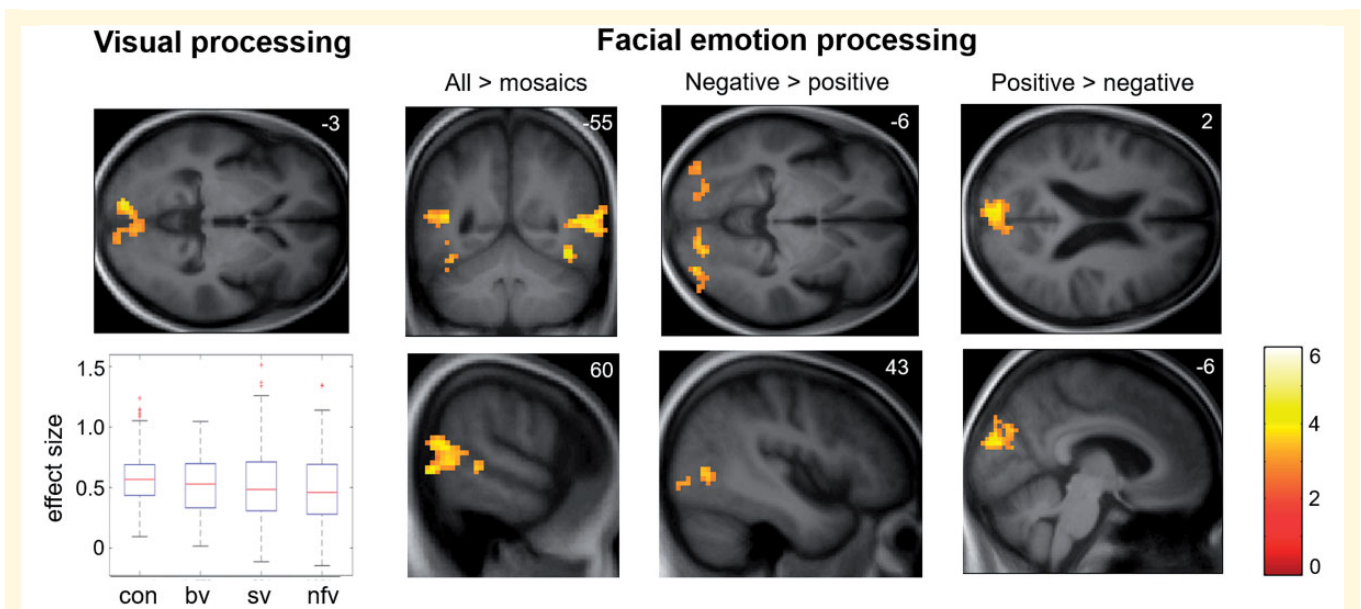 Visual processing
Facial emotion processing
All > mosaics
Negative > positive
Positive > negative
-3
-55
-6
2
60
43
-6
1.5
1.0
0.5
0
effect size
con bv sv nfv
6
4
2
0